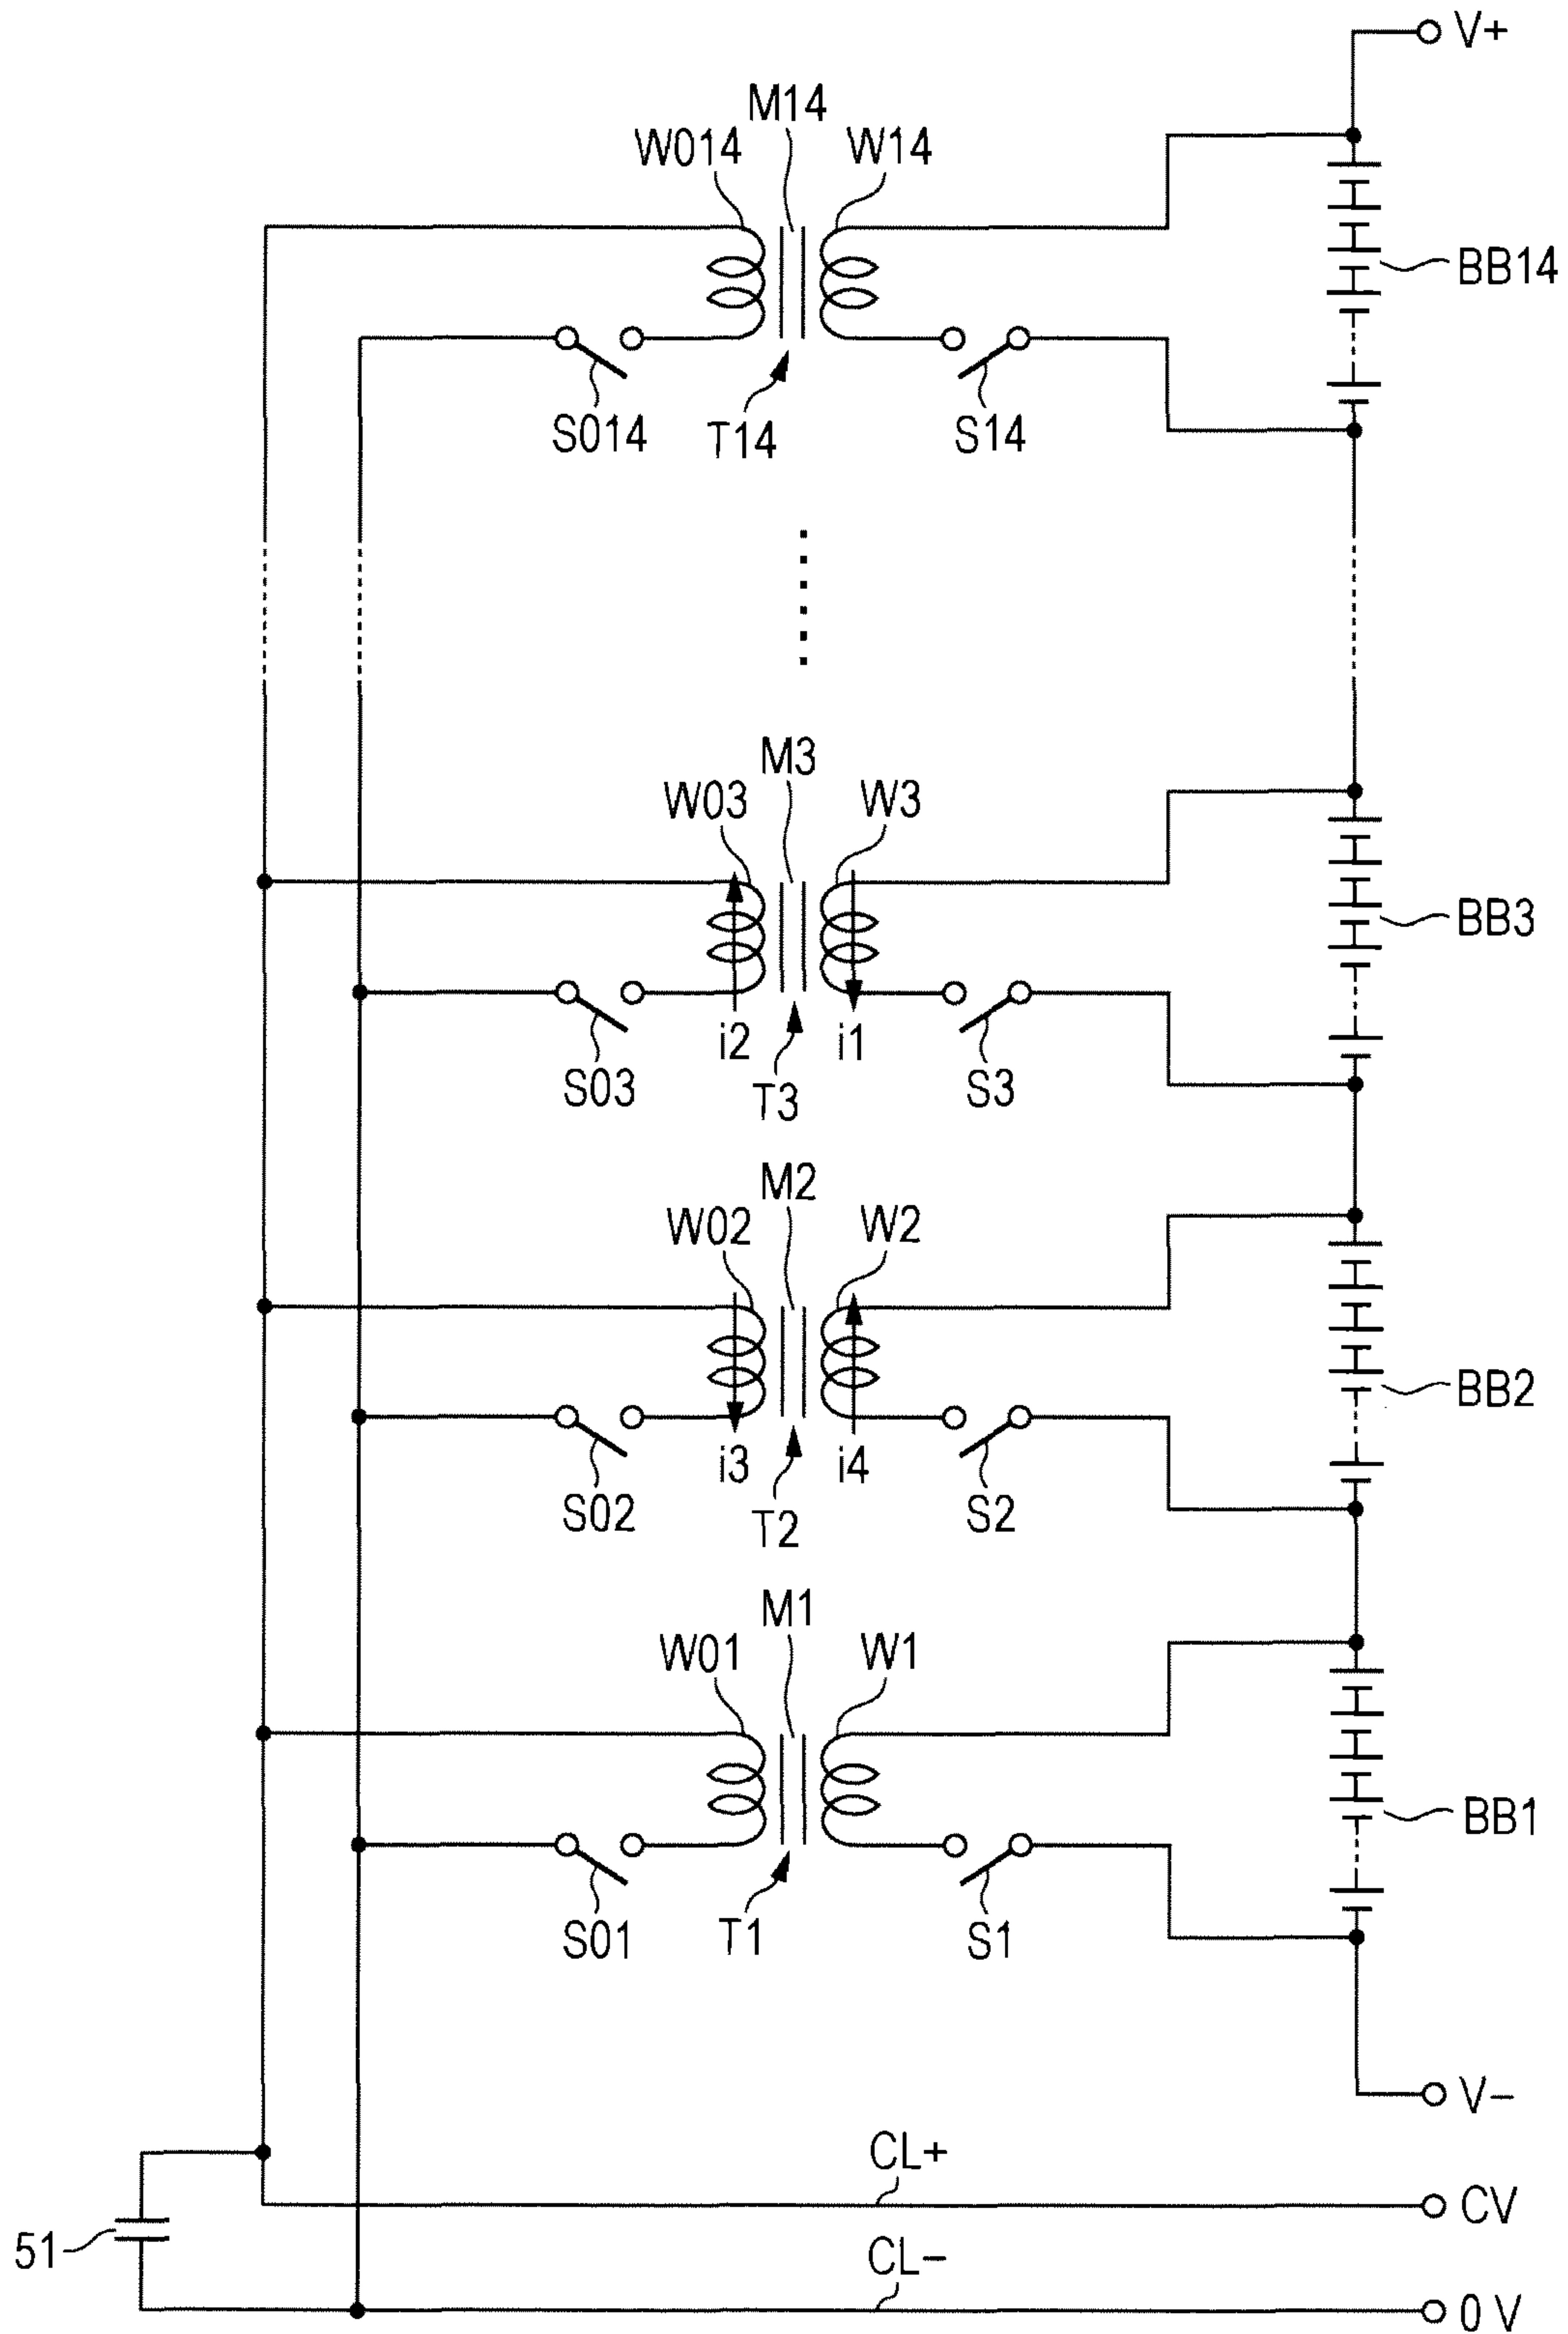 V+
M14
W014
W14
BB14
S014
T14
S14
M3
W03
W3
BB3
i2
i1
S03
T3
S3
M2
W02
W2
BB2
i3
i4
S02
T2
S2
M1
W01
W1
BB1
S01
T1
S1
V-
CL+
CV
51
CL-
0 V